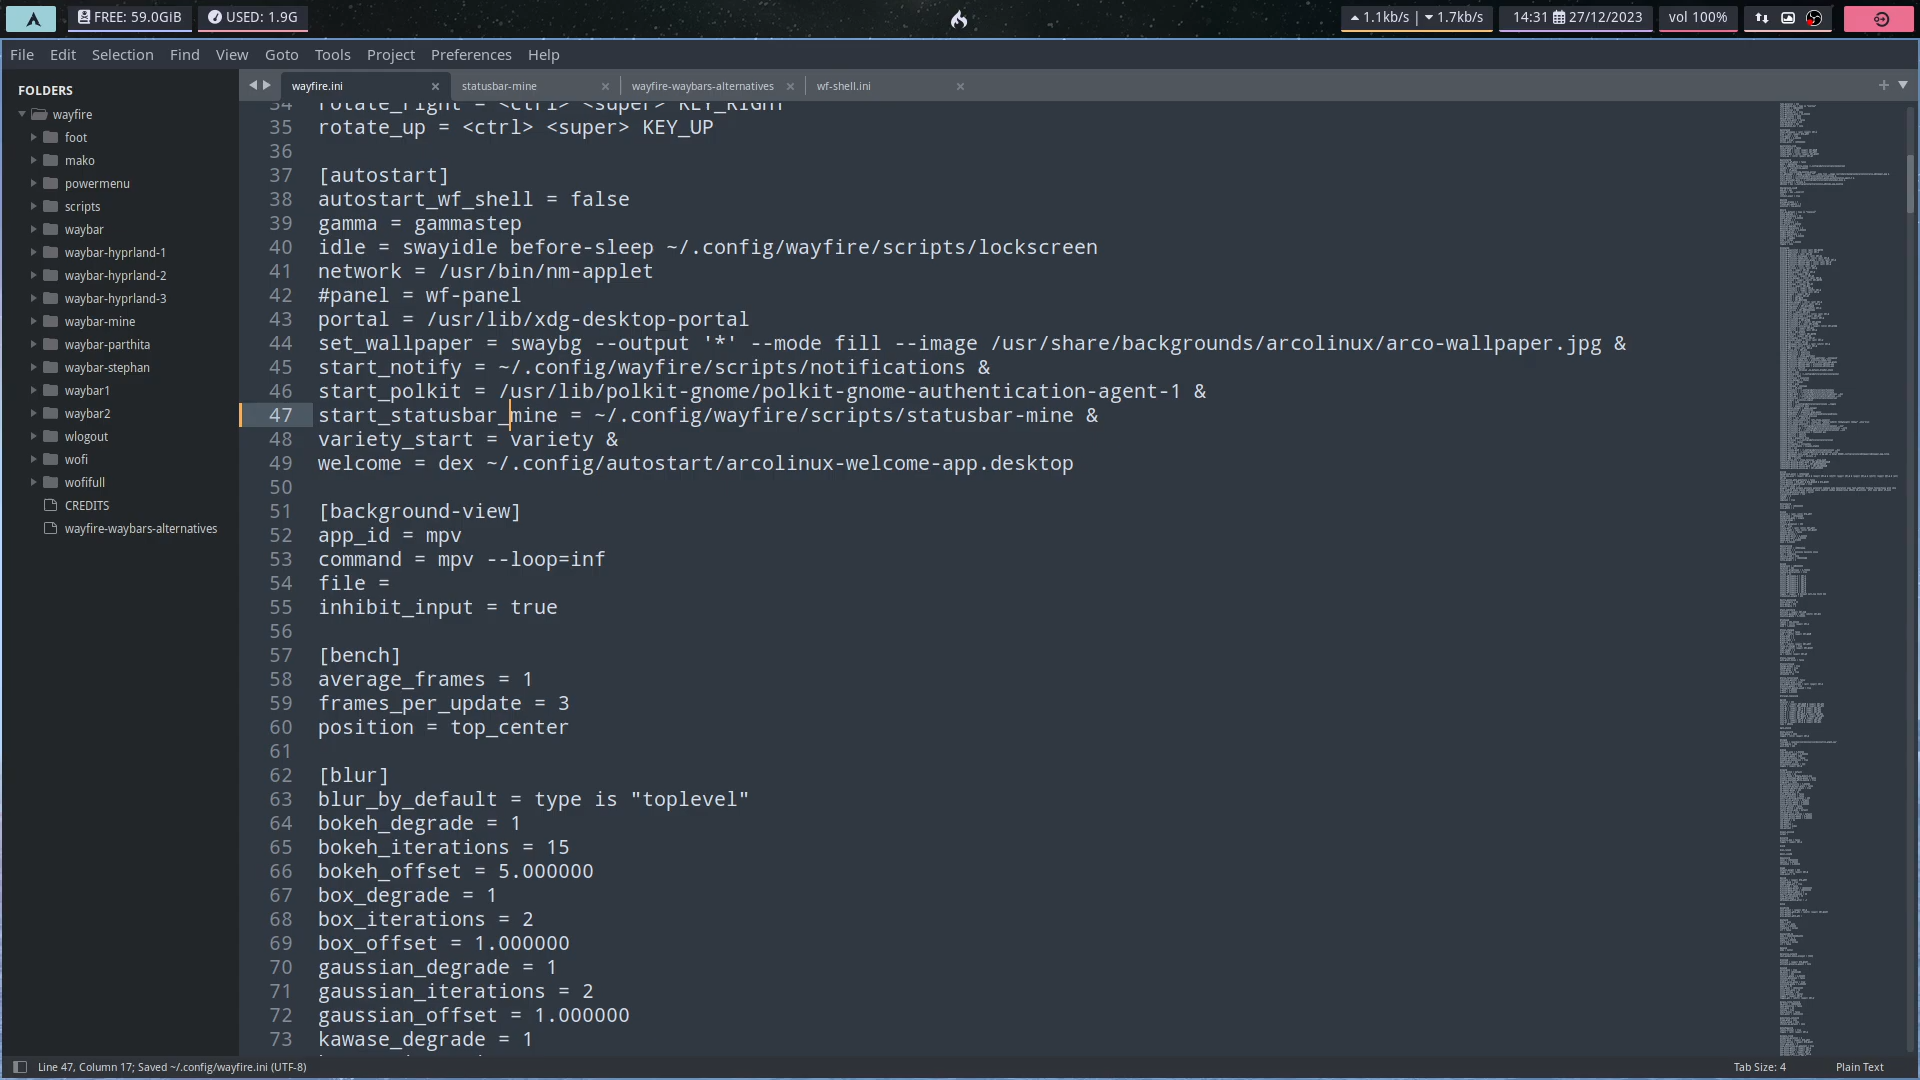 FREE: 59.0GiB
USED: 1.9G
1.1kb/s | 1.7kb/s
14:31 27/12/2023
vol 100%
File Edit Selection Find View Goto Tools Project Preferences Help
FOLDERS
wayfire
foot
mako
powermenu
scripts
waybar
waybar-hyprland-1
waybar-hyprland-2
waybar-hyprland-3
waybar-mine
waybar-parthita
waybar-stephan
waybar1
waybar2
wlogout
wofi
wofifull
CREDITS
wayfire-waybars-alternatives
wayfire.ini
statusbar-mine
wayfire-waybars-alternatives
wf-shell.ini
34 rotate_right = <ctrl> <super> KEY_RIGHT
35 rotate_up = <ctrl> <super> KEY_UP
36
37 [autostart]
38 autostart_wf_shell = false
39 gamma = gammastep
40 idle = swayidle before-sleep ~/.config/wayfire/scripts/lockscreen
41 network = /usr/bin/nm-applet
42 #panel = wf-panel
43 portal = /usr/lib/xdg-desktop-portal
44 set_wallpaper = swaybg --output '*' --mode fill --image /usr/share/backgrounds/arcolinux/arco-wallpaper.jpg &
45 start_notify = ~/.config/wayfire/scripts/notifications &
46 start_polkit = /usr/lib/polkit-gnome/polkit-gnome-authentication-agent-1 &
47 start_statusbar_mine = ~/.config/wayfire/scripts/statusbar-mine &
48 variety_start = variety &
49 welcome = dex ~/.config/autostart/arcolinux-welcome-app.desktop
50
51 [background-view]
52 app_id = mpv
53 command = mpv --loop=inf
54 file =
55 inhibit_input = true
56
57 [bench]
58 average_frames = 1
59 frames_per_update = 3
60 position = top_center
61
62 [blur]
63 blur_by_default = type is "toplevel"
64 bokeh_degrade = 1
65 bokeh_iterations = 15
66 bokeh_offset = 5.000000
67 box_degrade = 1
68 box_iterations = 2
69 box_offset = 1.000000
70 gaussian_degrade = 1
71 gaussian_iterations = 2
72 gaussian_offset = 1.000000
73 kawase_degrade = 1
Line 47, Column 17; Saved ~/.config/wayfire.ini (UTF-8)
Tab Size: 4
Plain Text